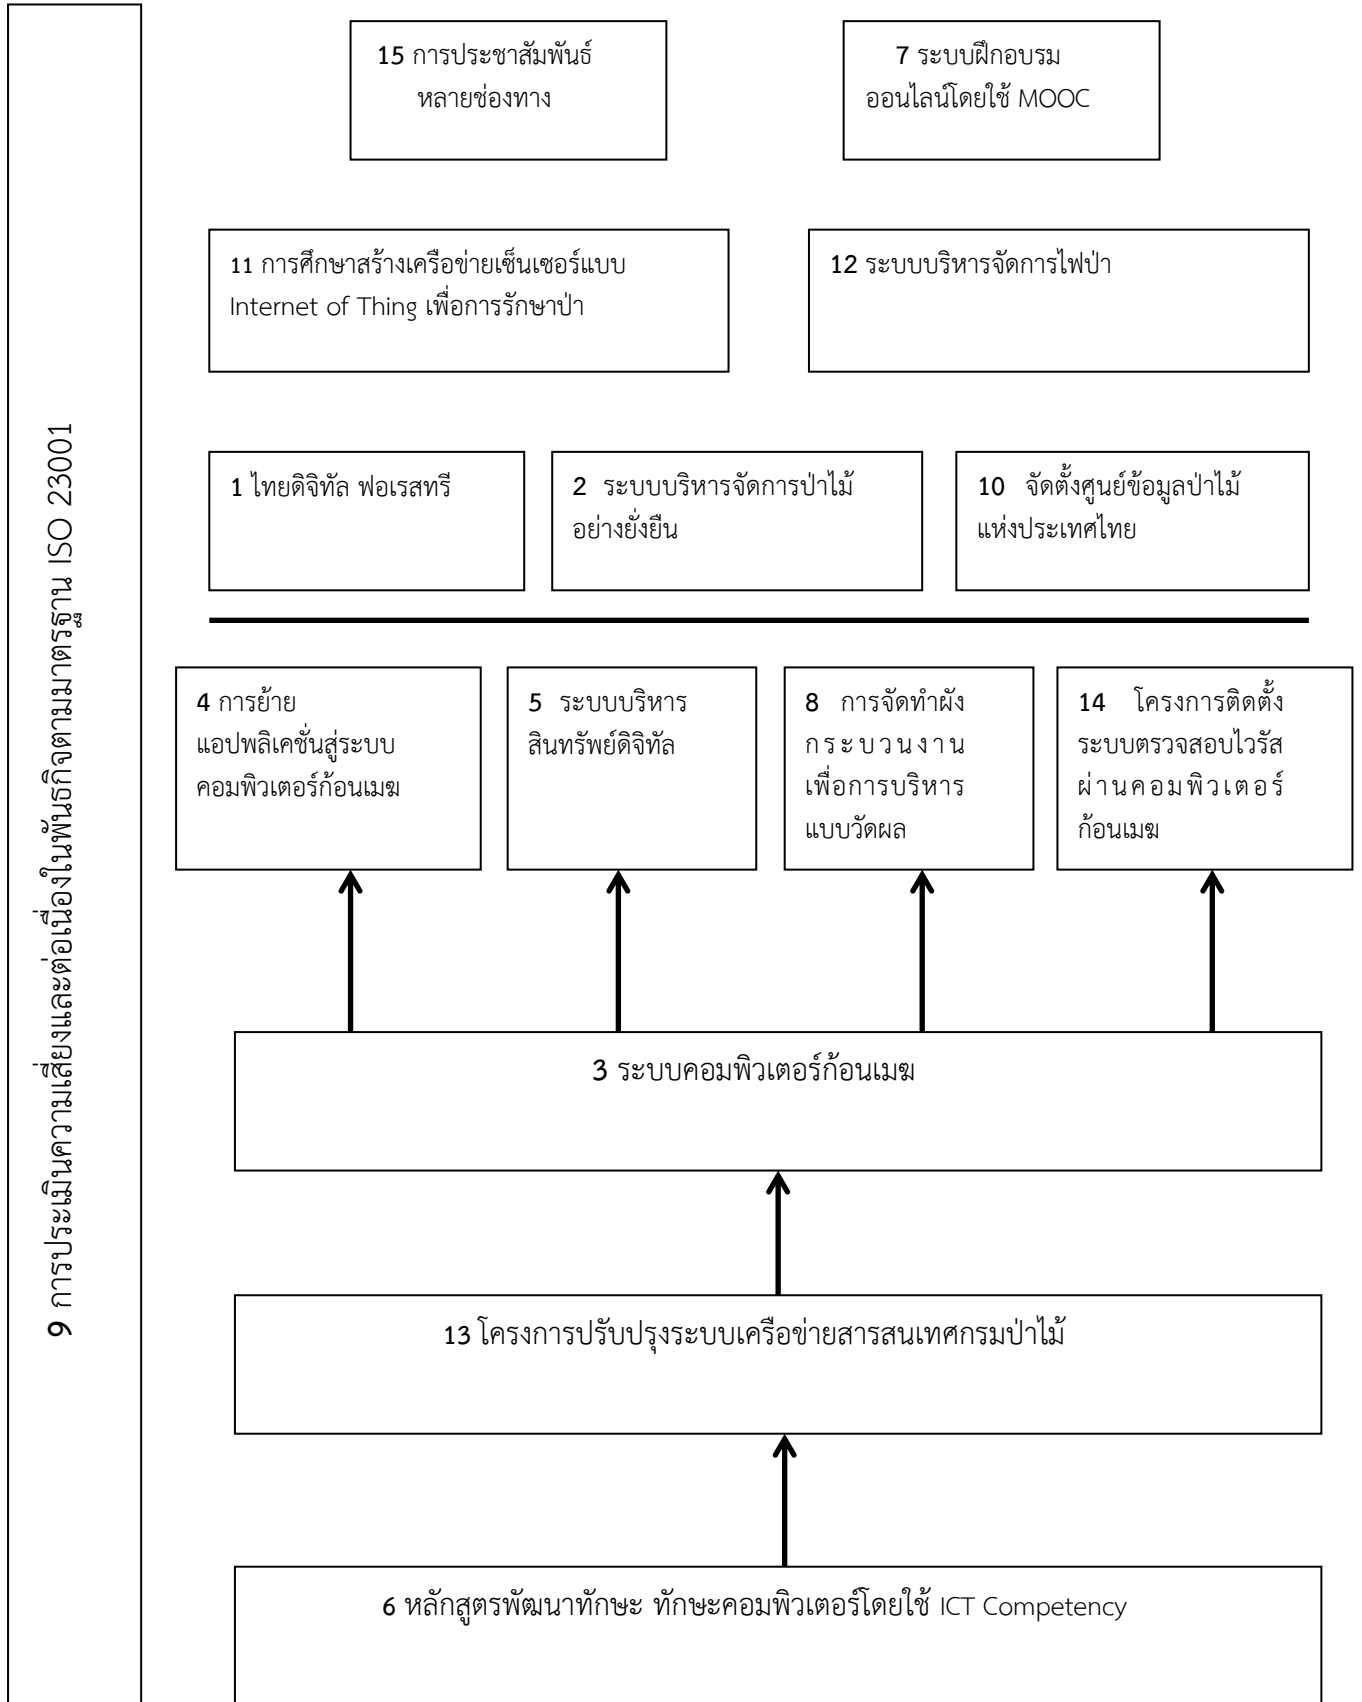 15 การประชาสัมพันธ์
หลายช่องทาง
7 ระบบฝึกอบรม
ออนไลน์โดยใช้ MOOC
11 การศึกษาสร้างเครือข่ายเซ็นเซอร์แบบ
Internet of Thing เพื่อการรักษาป่า
12 ระบบบริหารจัดการไฟป่า
1 ไทยดิจิทัล ฟอเรสทรี
2 ระบบบริหารจัดการป่าไม้
อย่างยั่งยืน
10 จัดตั้งศูนย์ข้อมูลป่าไม้
แห่งประเทศไทย
4 การย้าย
แอปพลิเคชั่นสู่ระบบ
คอมพิวเตอร์ก้อนเมฆ
5 ระบบบริหาร
สินทรัพย์ดิจิทัล
8 การจัดทำผัง
กระบวนงาน
เพื่อการบริหาร
แบบวัดผล
14 โครงการติดตั้ง
ระบบตรวจสอบไวรัส
ผ่านคอมพิวเตอร์
ก้อนเมฆ
3 ระบบคอมพิวเตอร์ก้อนเมฆ
13 โครงการปรับปรุงระบบเครือข่ายสารสนเทศกรมป่าไม้
6 หลักสูตรพัฒนาทักษะ ทักษะคอมพิวเตอร์โดยใช้ ICT Competency
9 การประเมินความเสี่ยงและต่อเนื่องในพันธกิจตามมาตรฐาน ISO 23001